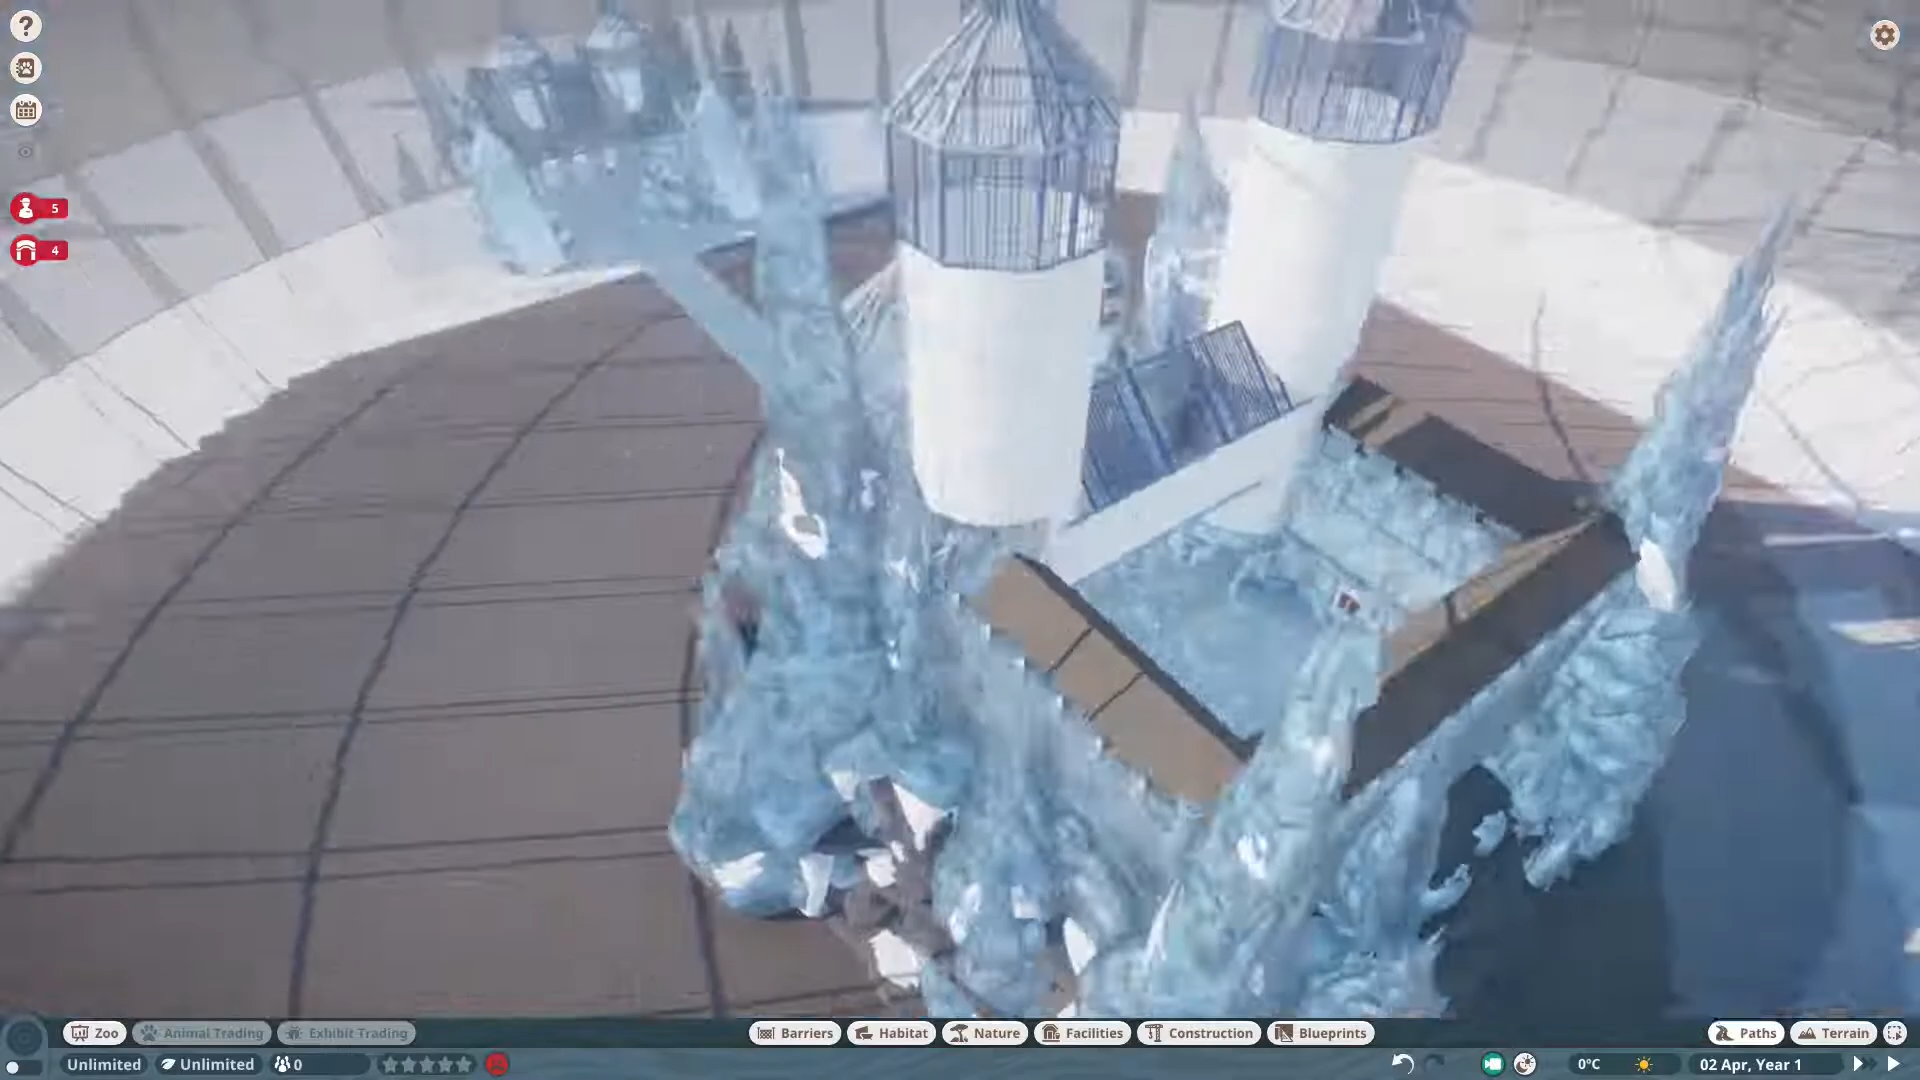 ?
5
4
Zoo Animal Trading Exhibit Trading Barriers Habitat Nature Facilities Construction Blueprints Paths Terrain
Unlimited Unlimited 0 0°C 02 Apr, Year 1